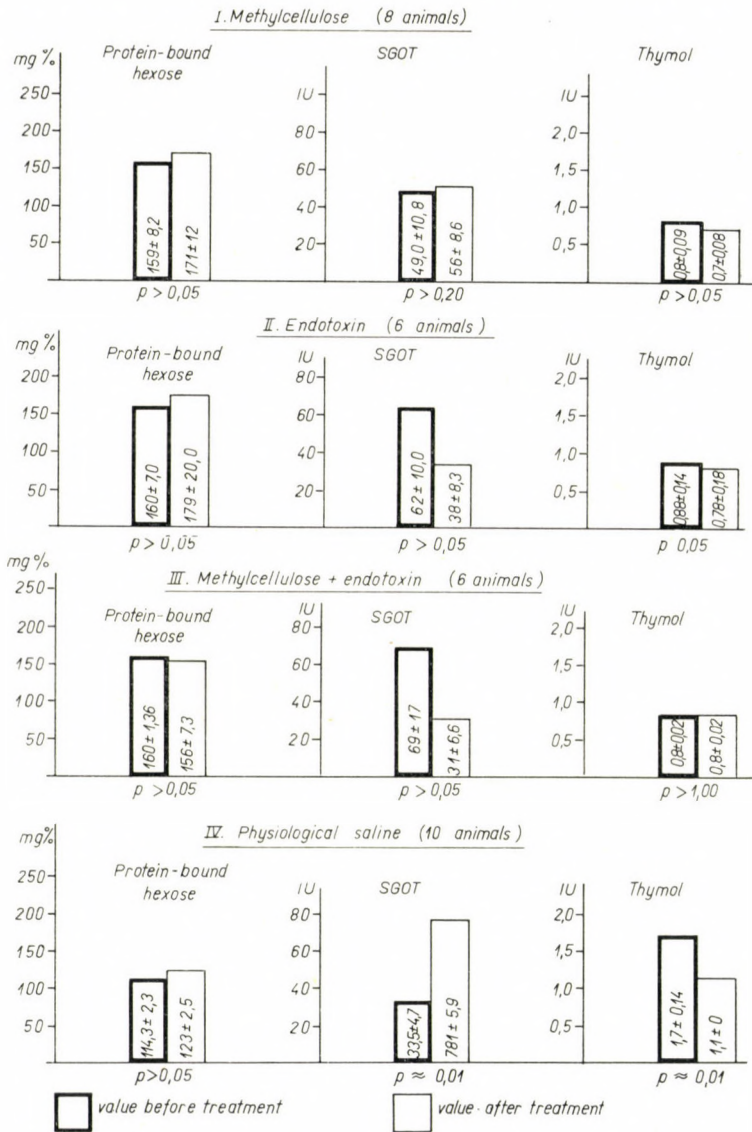 I. Methylcellulose (8 animals)
Protein-bound hexose
SGOT
Thymol
mg %
250
200
150
100
50
159 ± 8,2
171 ± 12
p > 0,05
IU
80
60
40
20
49,0 ± 10,8
56 ± 8,6
p > 0,20
IU
2,0
1,5
1,0
0,5
0,8±0,09
0,7±0,08
p > 0,05
II. Endotoxin (6 animals)
Protein-bound hexose
SGOT
Thymol
mg %
200
150
100
50
160 ± 7,0
179 ± 20,0
p > 0,05
IU
80
60
40
20
62 ± 10,0
38 ± 8,3
p > 0,05
IU
2,0
1,5
1,0
0,5
0,88±0,14
0,78±0,18
p 0,05
III. Methylcellulose + endotoxin (6 animals)
Protein-bound hexose
SGOT
Thymol
mg %
250
200
150
100
50
160 ± 1,36
156 ± 7,3
p > 0,05
IU
80
60
40
20
69 ± 17
31 ± 6,6
p > 0,05
IU
2,0
1,5
1,0
0,5
0,8±0,02
0,8 ± 0,02
p > 1,00
IV. Physiological saline (10 animals)
Protein-bound hexose
SGOT
Thymol
mg%
250
200
150
100
50
114,3 ± 2,3
123 ± 2,5
p>0,05
IU
80
60
40
20
33,5±4,7
781 ± 5,9
p ≈ 0,01
IU
2,0
1,5
1,0
0,5
1,7 ± 0,14
1,1 ± 0
p ≈ 0,01
value before treatment
value after treatment